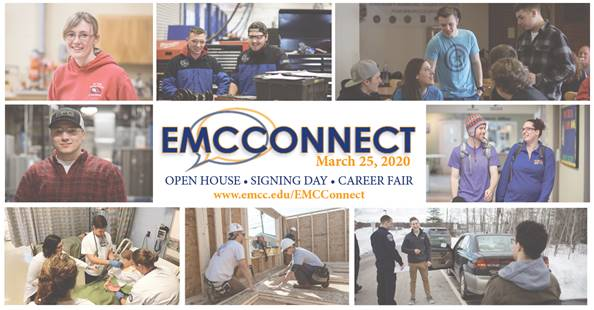 EMCCONNECT
March 25, 2020
OPEN HOUSE • SIGNING DAY • CAREER FAIR
www.emcc.edu/EMCConnect